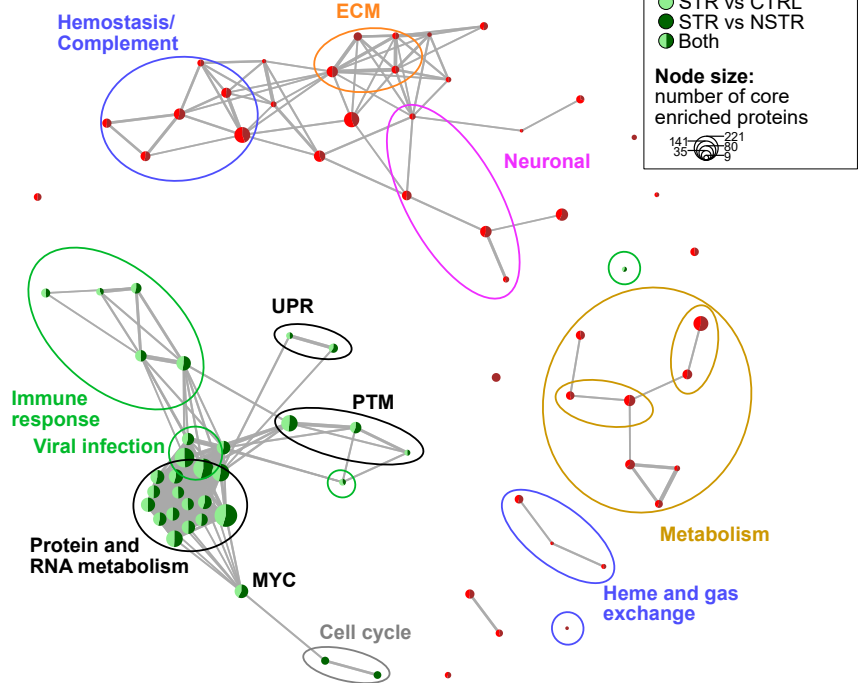 STR vs CTRL
STR vs NSTR
Both
Node size:
number of core
enriched proteins
141
221
35
80
9
Hemostasis/
Complement
ECM
Neuronal
UPR
Immune
response
PTM
Viral infection
Protein and
RNA metabolism
MYC
Metabolism
Heme and gas
exchange
Cell cycle